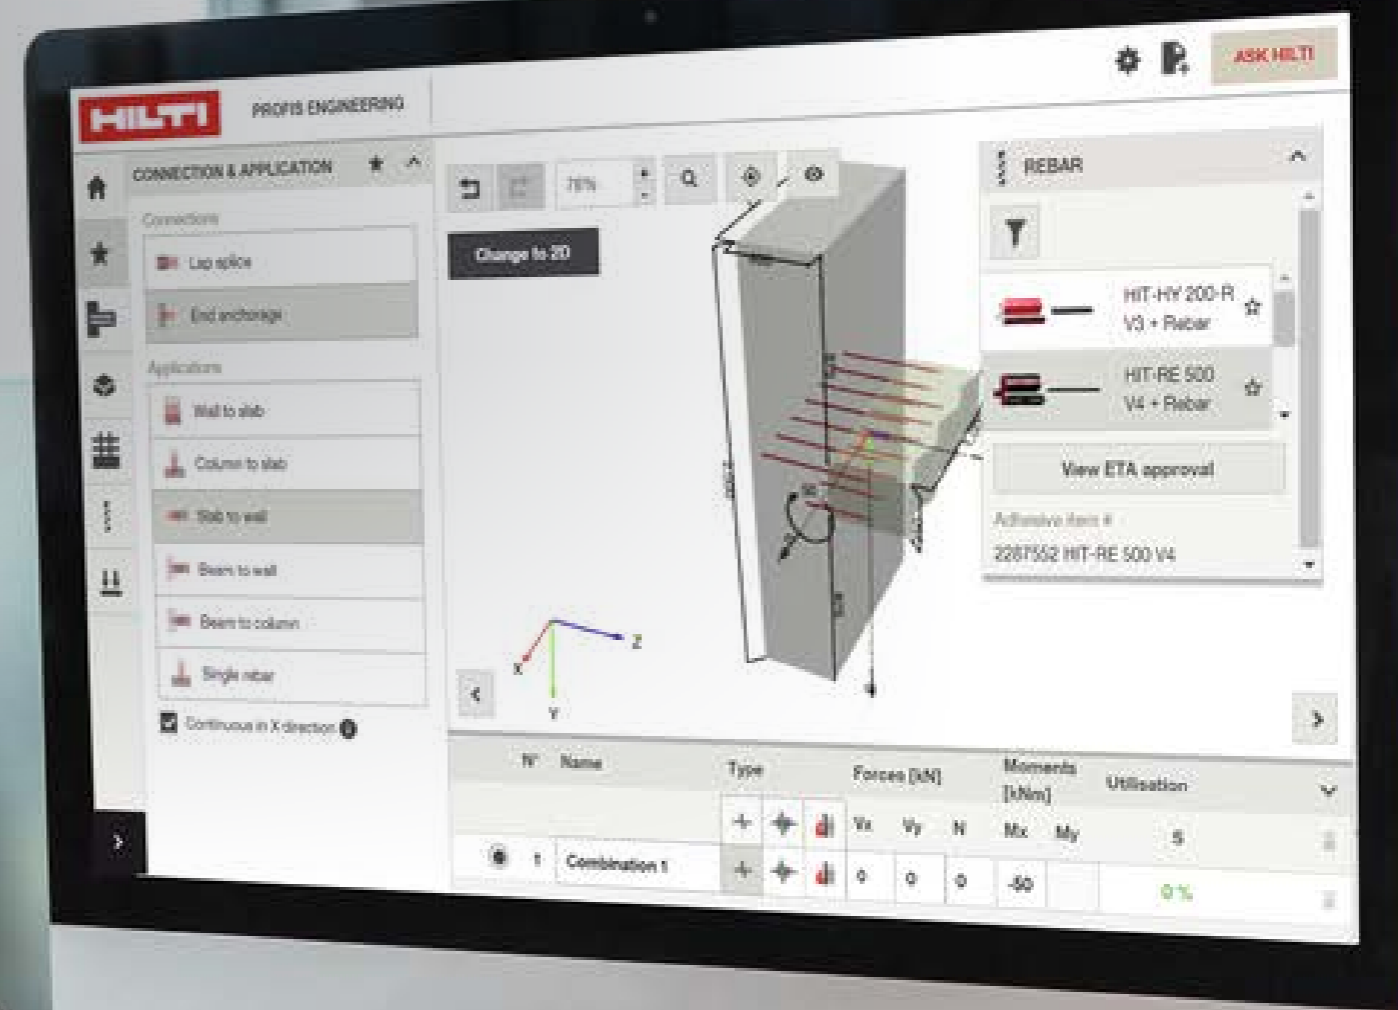 HILTI
PROFIS ENGINEERING
ASK HILTI
CONNECTION & APPLICATION
Connections
Lap splice
End anchorage
Applications
Wall to slab
Column to slab
Slab to wall
Beam to wall
Beam to column
Single rebar
Continuous in X direction
76%
Change to 2D
X
Y
Z
REBAR
HIT-HY 200-R
V3 + Rebar
HIT-RE 500
V4 + Rebar
View ETA approval
Adhesive item #
2287552 HIT-RE 500 V4
N° Name Type Forces [kN] Moments [kNm] Utilisation
Vx Vy N Mx My S
1 Combination 1 0 0 0 -50 0 %